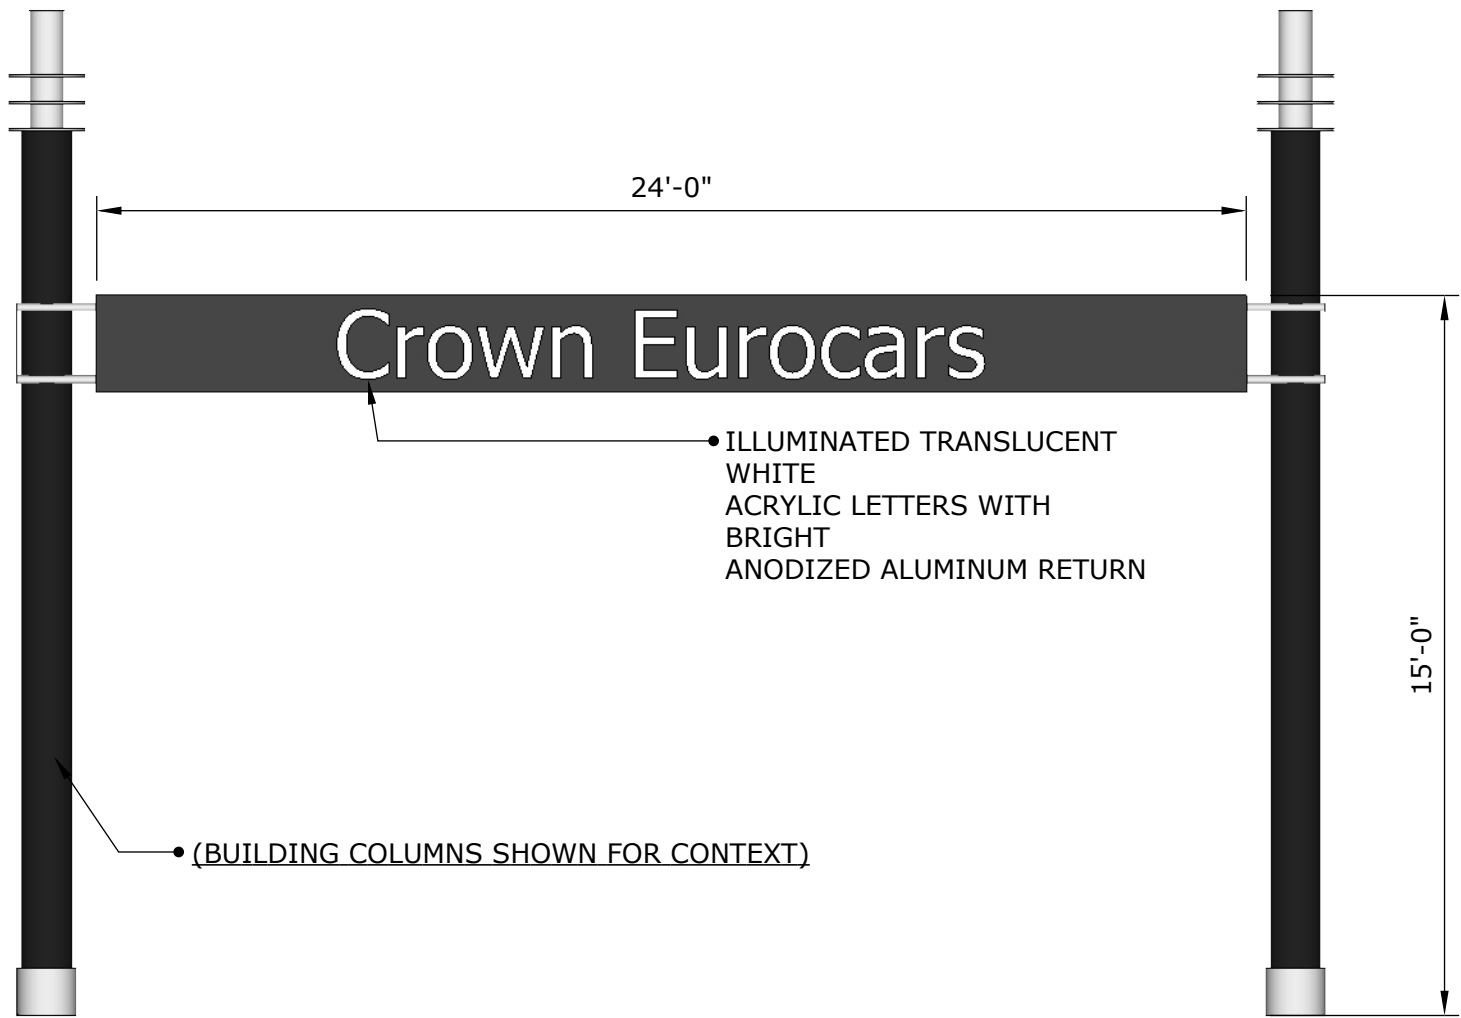 24'-0"
Crown Eurocars
ILLUMINATED TRANSLUCENT
WHITE
ACRYLIC LETTERS WITH
BRIGHT
ANODIZED ALUMINUM RETURN
15'-0"
(BUILDING COLUMNS SHOWN FOR CONTEXT)